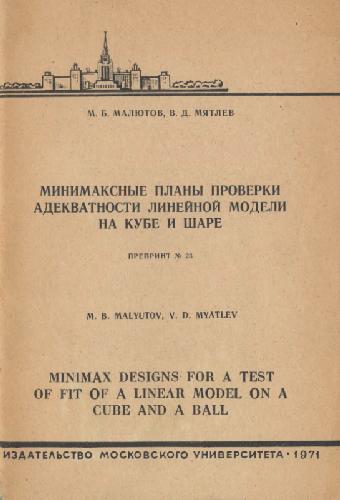 М. Б. МАЛЮТОВ, В. Д. МЯТЛЕВ
МИНИМАКСНЫЕ ПЛАНЫ ПРОВЕРКИ
АДЕКВАТНОСТИ ЛИНЕЙНОЙ МОДЕЛИ
НА КУБЕ И ШАРЕ
ПРЕПРИНТ № 23
M. B. MALYUTOV, V. D. MYATLEV
MINIMAX DESIGNS FOR A TEST
OF FIT OF A LINEAR MODEL ON A
CUBE AND A BALL
ИЗДАТЕЛЬСТВО МОСКОВСКОГО УНИВЕРСИТЕТА · 1971